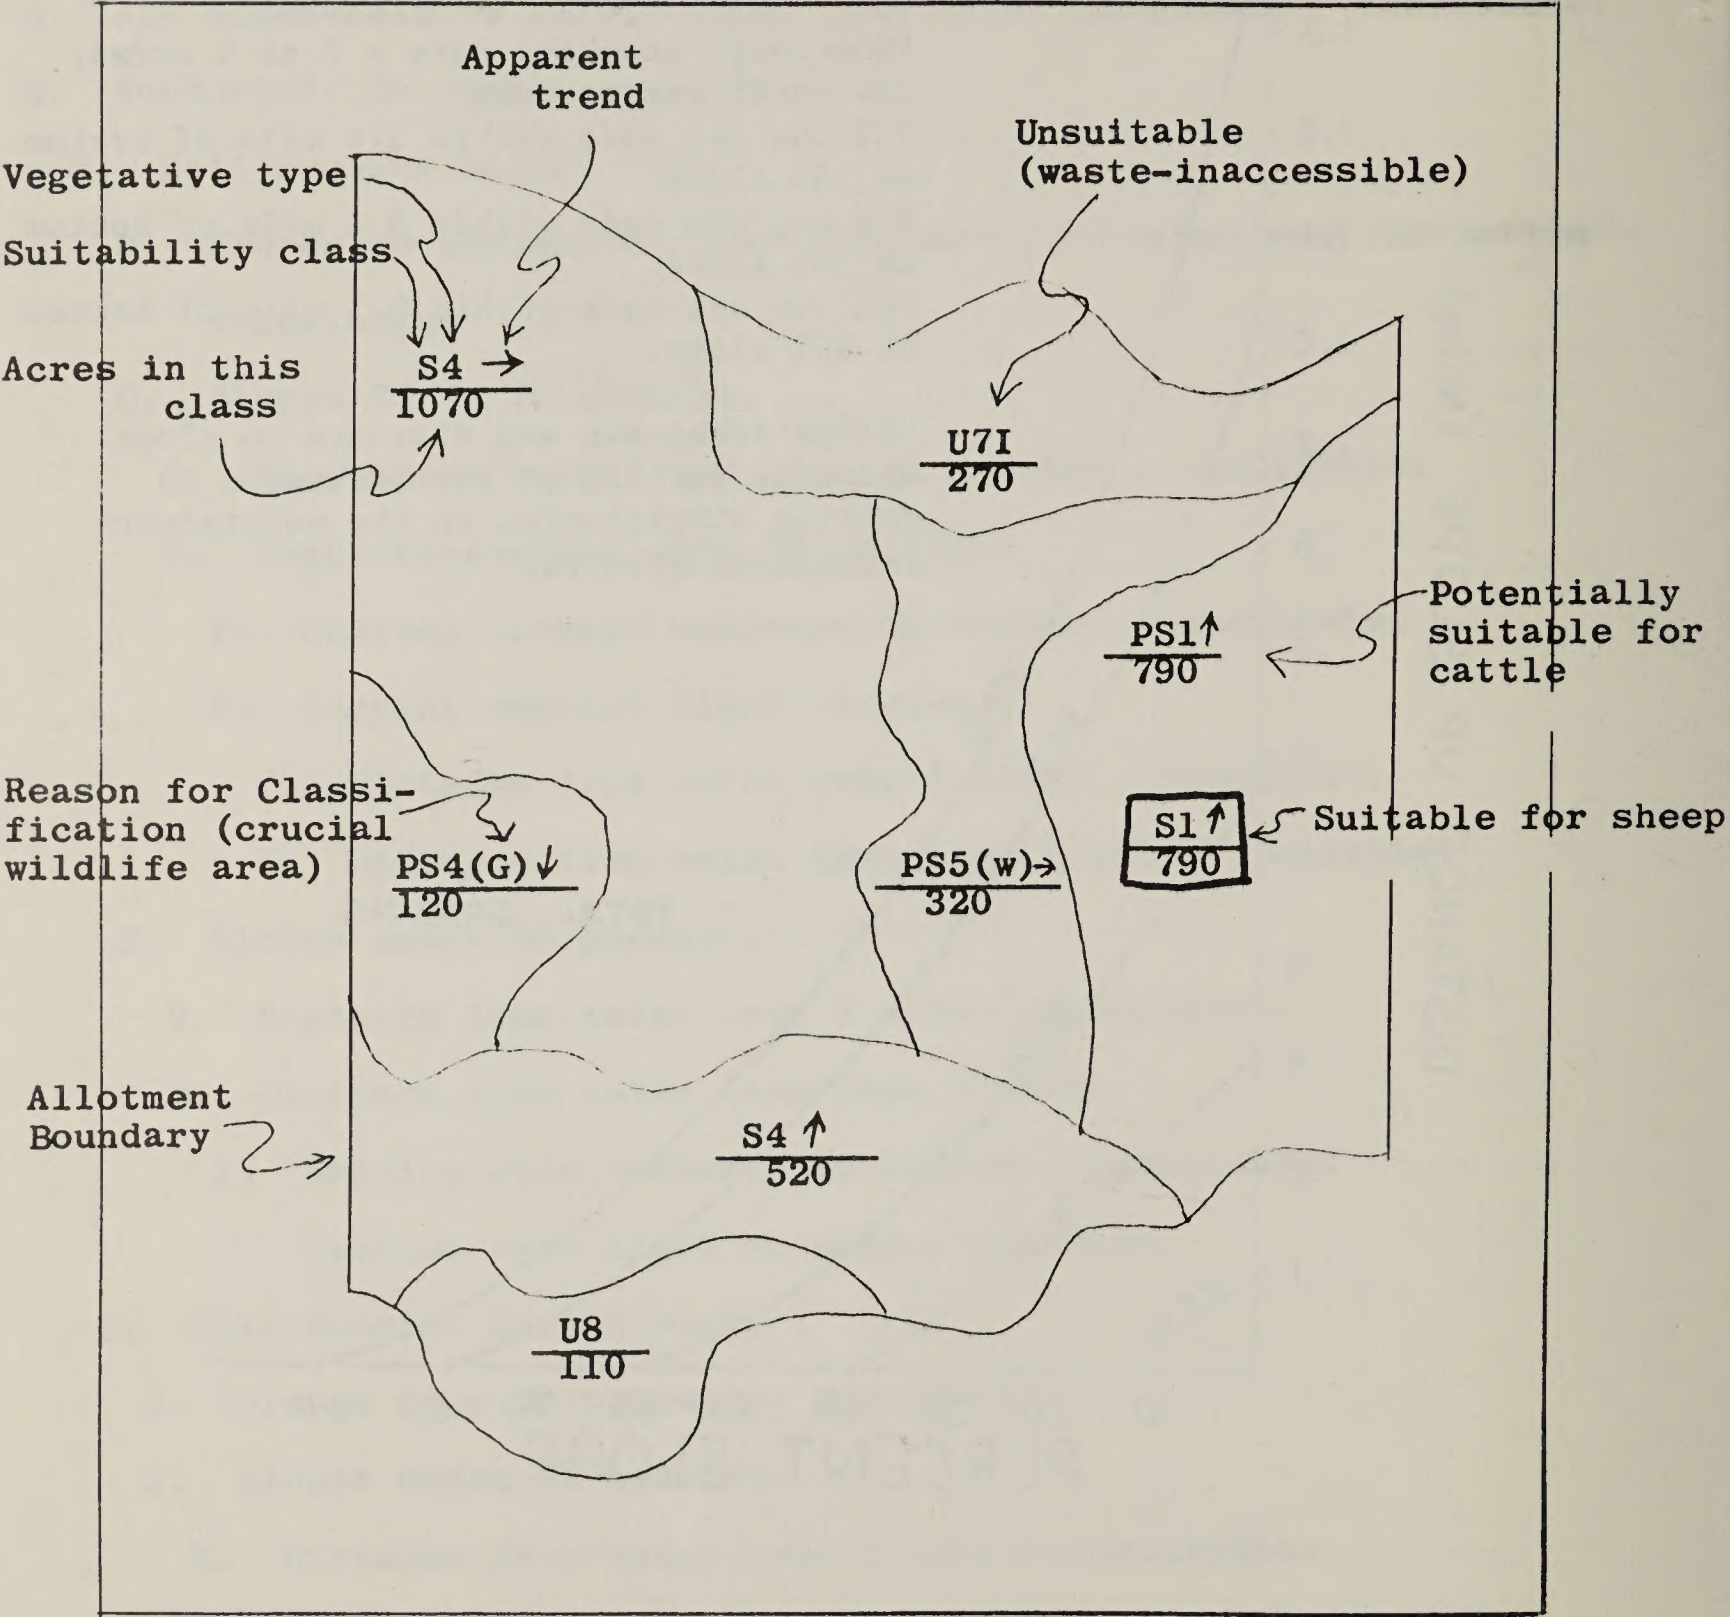 Apparent
trend
Unsuitable
(waste-inaccessible)
Vegetative type
Suitability class
Acres in this
class
S4 →
1070
U7I
270
Potentially
suitable for
cattle
PS1↑
790
Reason for Classi-
fication (crucial
wildlife area)
PS4(G)↓
120
PS5(w)→
320
S1↑
790
Suitable for sheep
Allotment
Boundary
S4 ↑
520
U8
110